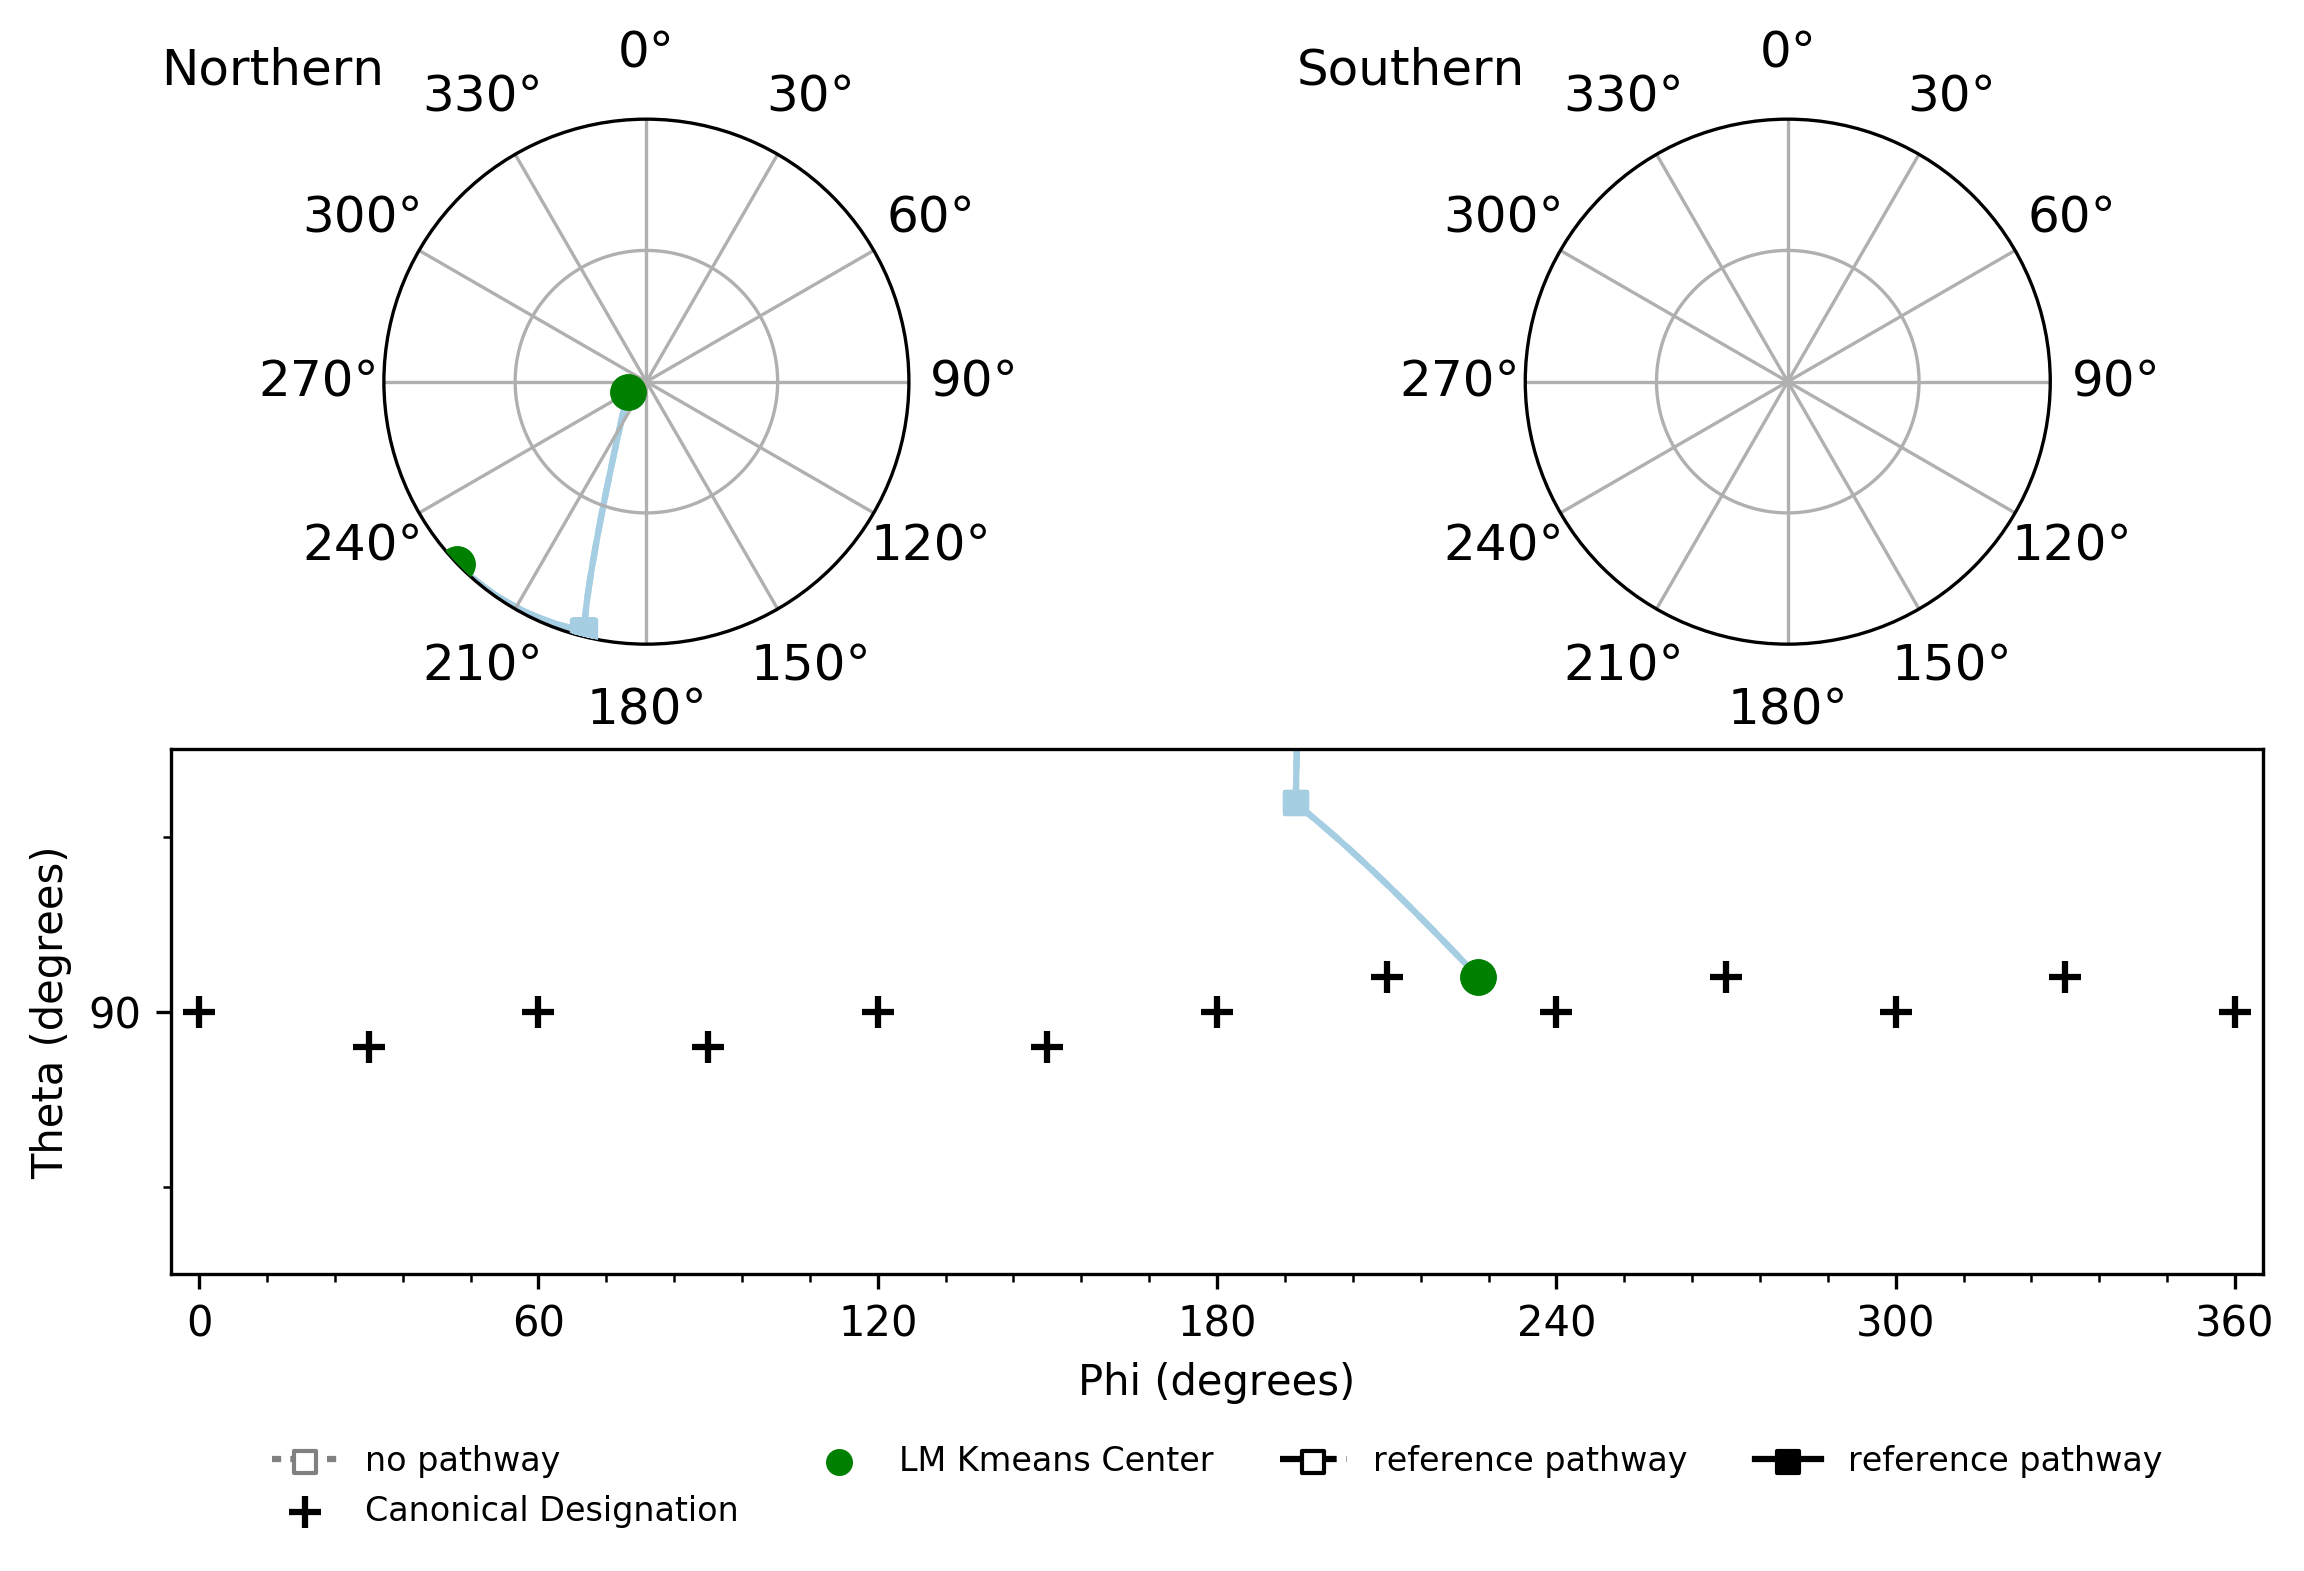 Northern
0°
30°
60°
90°
120°
150°
180°
210°
240°
270°
300°
330°
Southern
0°
30°
60°
90°
120°
150°
180°
210°
240°
270°
300°
330°
Theta (degrees)
90
0 60 120 180 240 300 360
Phi (degrees)
no pathway
Canonical Designation
LM Kmeans Center
reference pathway
reference pathway